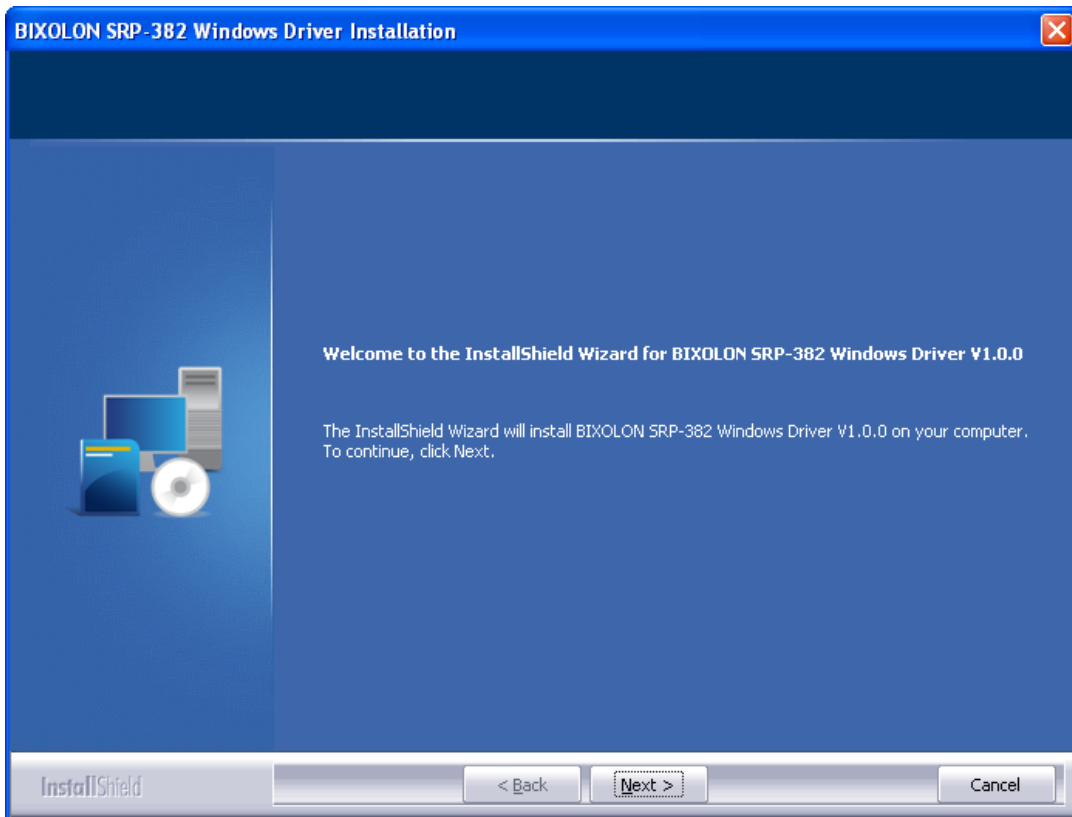 BIXOLON SRP-382 Windows Driver Installation
Welcome to the InstallShield Wizard for BIXOLON SRP-382 Windows Driver V1.0.0
The InstallShield Wizard will install BIXOLON SRP-382 Windows Driver V1.0.0 on your computer.
To continue, click Next.
InstallShield
< Back
Next >
Cancel